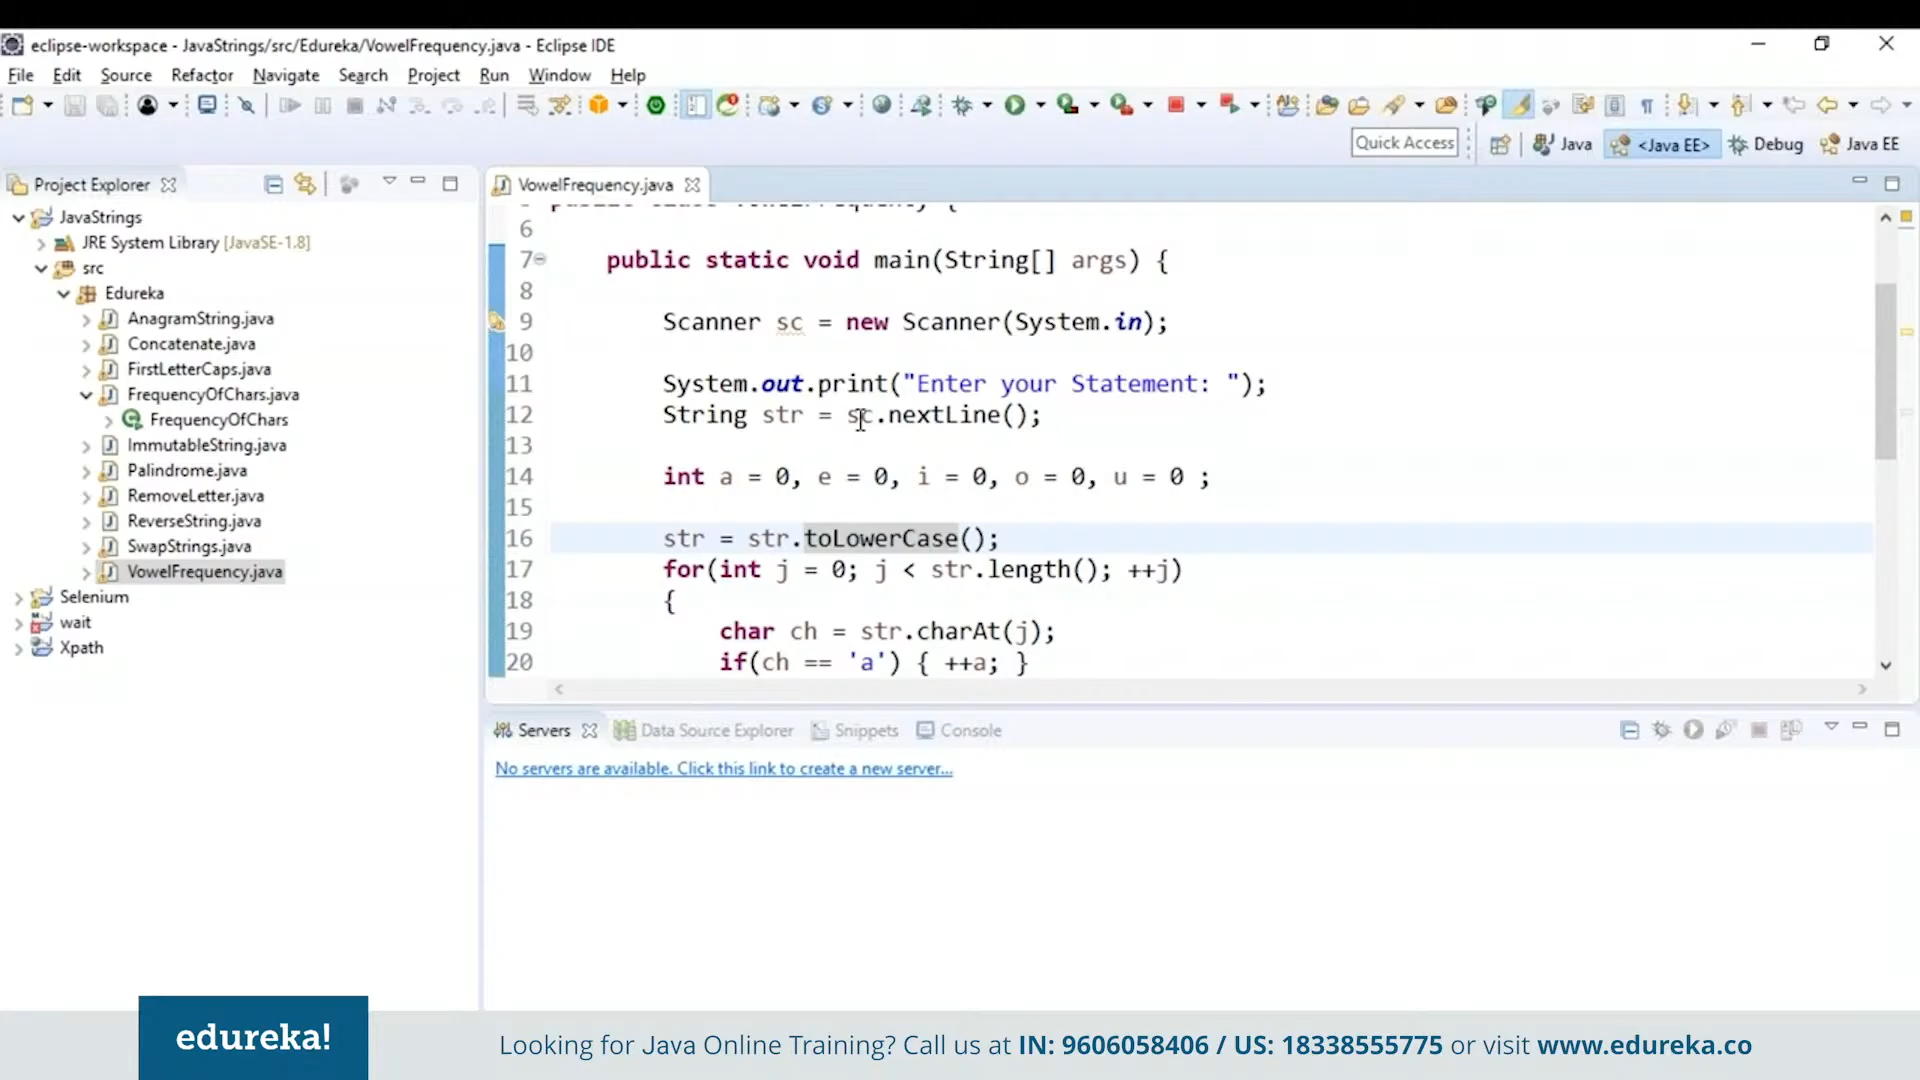 eclipse-workspace - JavaStrings/src/Edureka/VowelFrequency.java - Eclipse IDE
File Edit Source Refactor Navigate Search Project Run Window Help
Quick Access
Java
<Java EE>
Debug
Java EE
Project Explorer
JavaStrings
JRE System Library [JavaSE-1.8]
src
Edureka
AnagramString.java
Concatenate.java
FirstLetterCaps.java
FrequencyOfChars.java
FrequencyOfChars
ImmutableString.java
Palindrome.java
RemoveLetter.java
ReverseString.java
SwapStrings.java
VowelFrequency.java
Selenium
wait
Xpath
VowelFrequency.java
6
7 public static void main(String[] args) {
8
9 Scanner sc = new Scanner(System.in);
10
11 System.out.print("Enter your Statement: ");
12 String str = sc.nextLine();
13
14 int a = 0, e = 0, i = 0, o = 0, u = 0 ;
15
16 str = str.toLowerCase();
17 for(int j = 0; j < str.length(); ++j)
18 {
19 char ch = str.charAt(j);
20 if(ch == 'a') { ++a; }
Servers Data Source Explorer Snippets Console
No servers are available. Click this link to create a new server...
edureka!
Looking for Java Online Training? Call us at IN: 9606058406 / US: 18338555775 or visit www.edureka.co